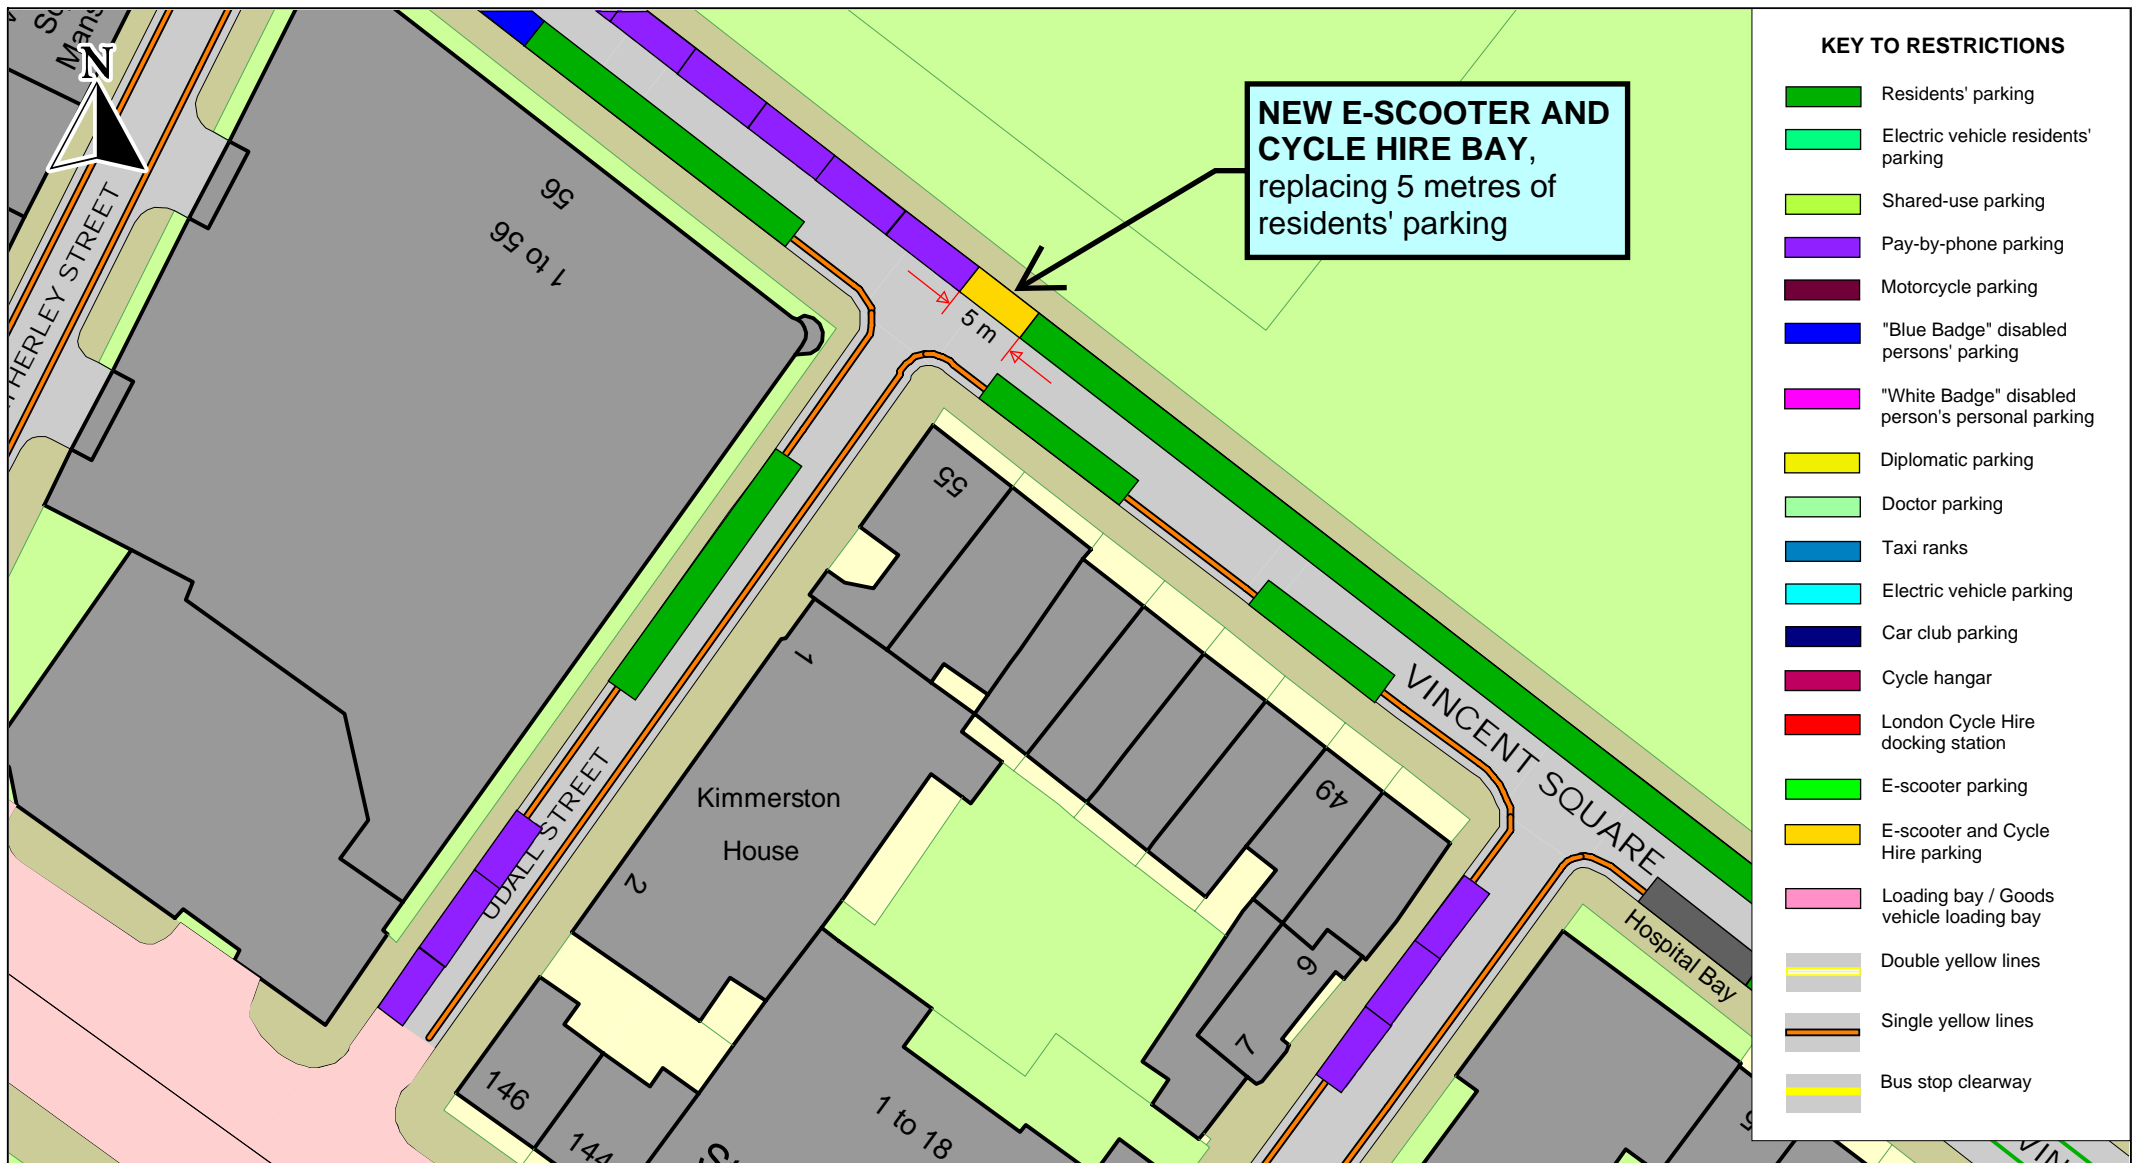 N
HERLEY STREET
56
1 to 56
NEW E-SCOOTER AND
CYCLE HIRE BAY,
replacing 5 metres of
residents' parking
5 m
55
1
Kimmerston
House
2
UDALL STREET
49
VINCENT SQUARE
Hospital Bay
6
7
146
144
1 to 18
KEY TO RESTRICTIONS
Residents' parking
Electric vehicle residents'
parking
Shared-use parking
Pay-by-phone parking
Motorcycle parking
"Blue Badge" disabled
persons' parking
"White Badge" disabled
person's personal parking
Diplomatic parking
Doctor parking
Taxi ranks
Electric vehicle parking
Car club parking
Cycle hangar
London Cycle Hire
docking station
E-scooter parking
E-scooter and Cycle
Hire parking
Loading bay / Goods
vehicle loading bay
Double yellow lines
Single yellow lines
Bus stop clearway
VIN